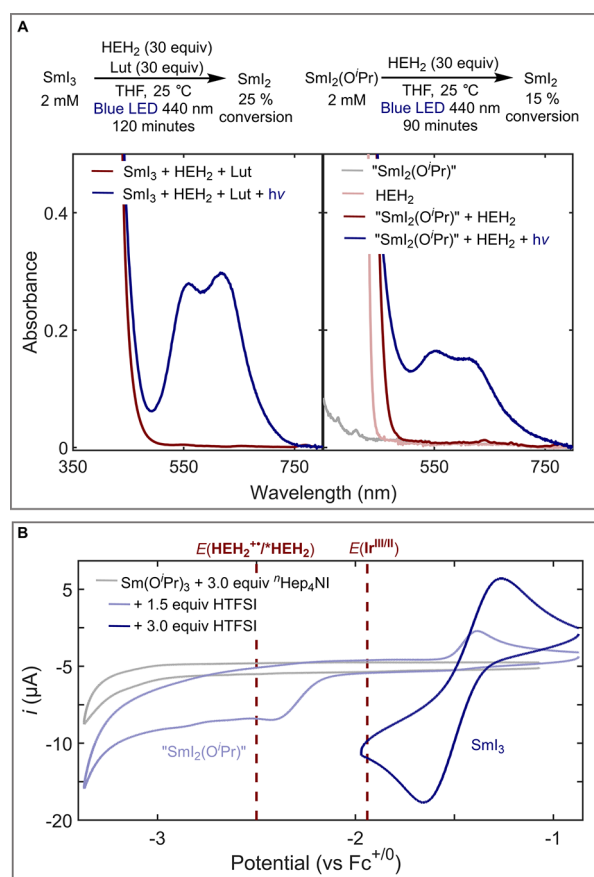 A
HEH₂ (30 equiv)
Lut (30 equiv)
SmI₃
SmI₂
THF, 25 °C
2 mM
25 %
Blue LED 440 nm
conversion
120 minutes
HEH₂ (30 equiv)
SmI₂(OⁱPr)
SmI₂
THF, 25 °C
2 mM
15 %
Blue LED 440 nm
conversion
90 minutes
SmI₃ + HEH₂ + Lut
SmI₃ + HEH₂ + Lut + hν
"SmI₂(OⁱPr)"
HEH₂
"SmI₂(OⁱPr)" + HEH₂
"SmI₂(OⁱPr)" + HEH₂ + hν
0.4
0.2
0
Absorbance
350 550 750 550 750
Wavelength (nm)
B
E(HEH₂⁺•/*HEH₂) E(Irᴵᴵᴵ/ᴵᴵ)
Sm(OⁱPr)₃ + 3.0 equiv ⁿHep₄NI
+ 1.5 equiv HTFSI
+ 3.0 equiv HTFSI
"SmI₂(OⁱPr)"
SmI₃
5
-5
-10
-20
i (μA)
-3 -2 -1
Potential (vs Fc⁺/⁰)